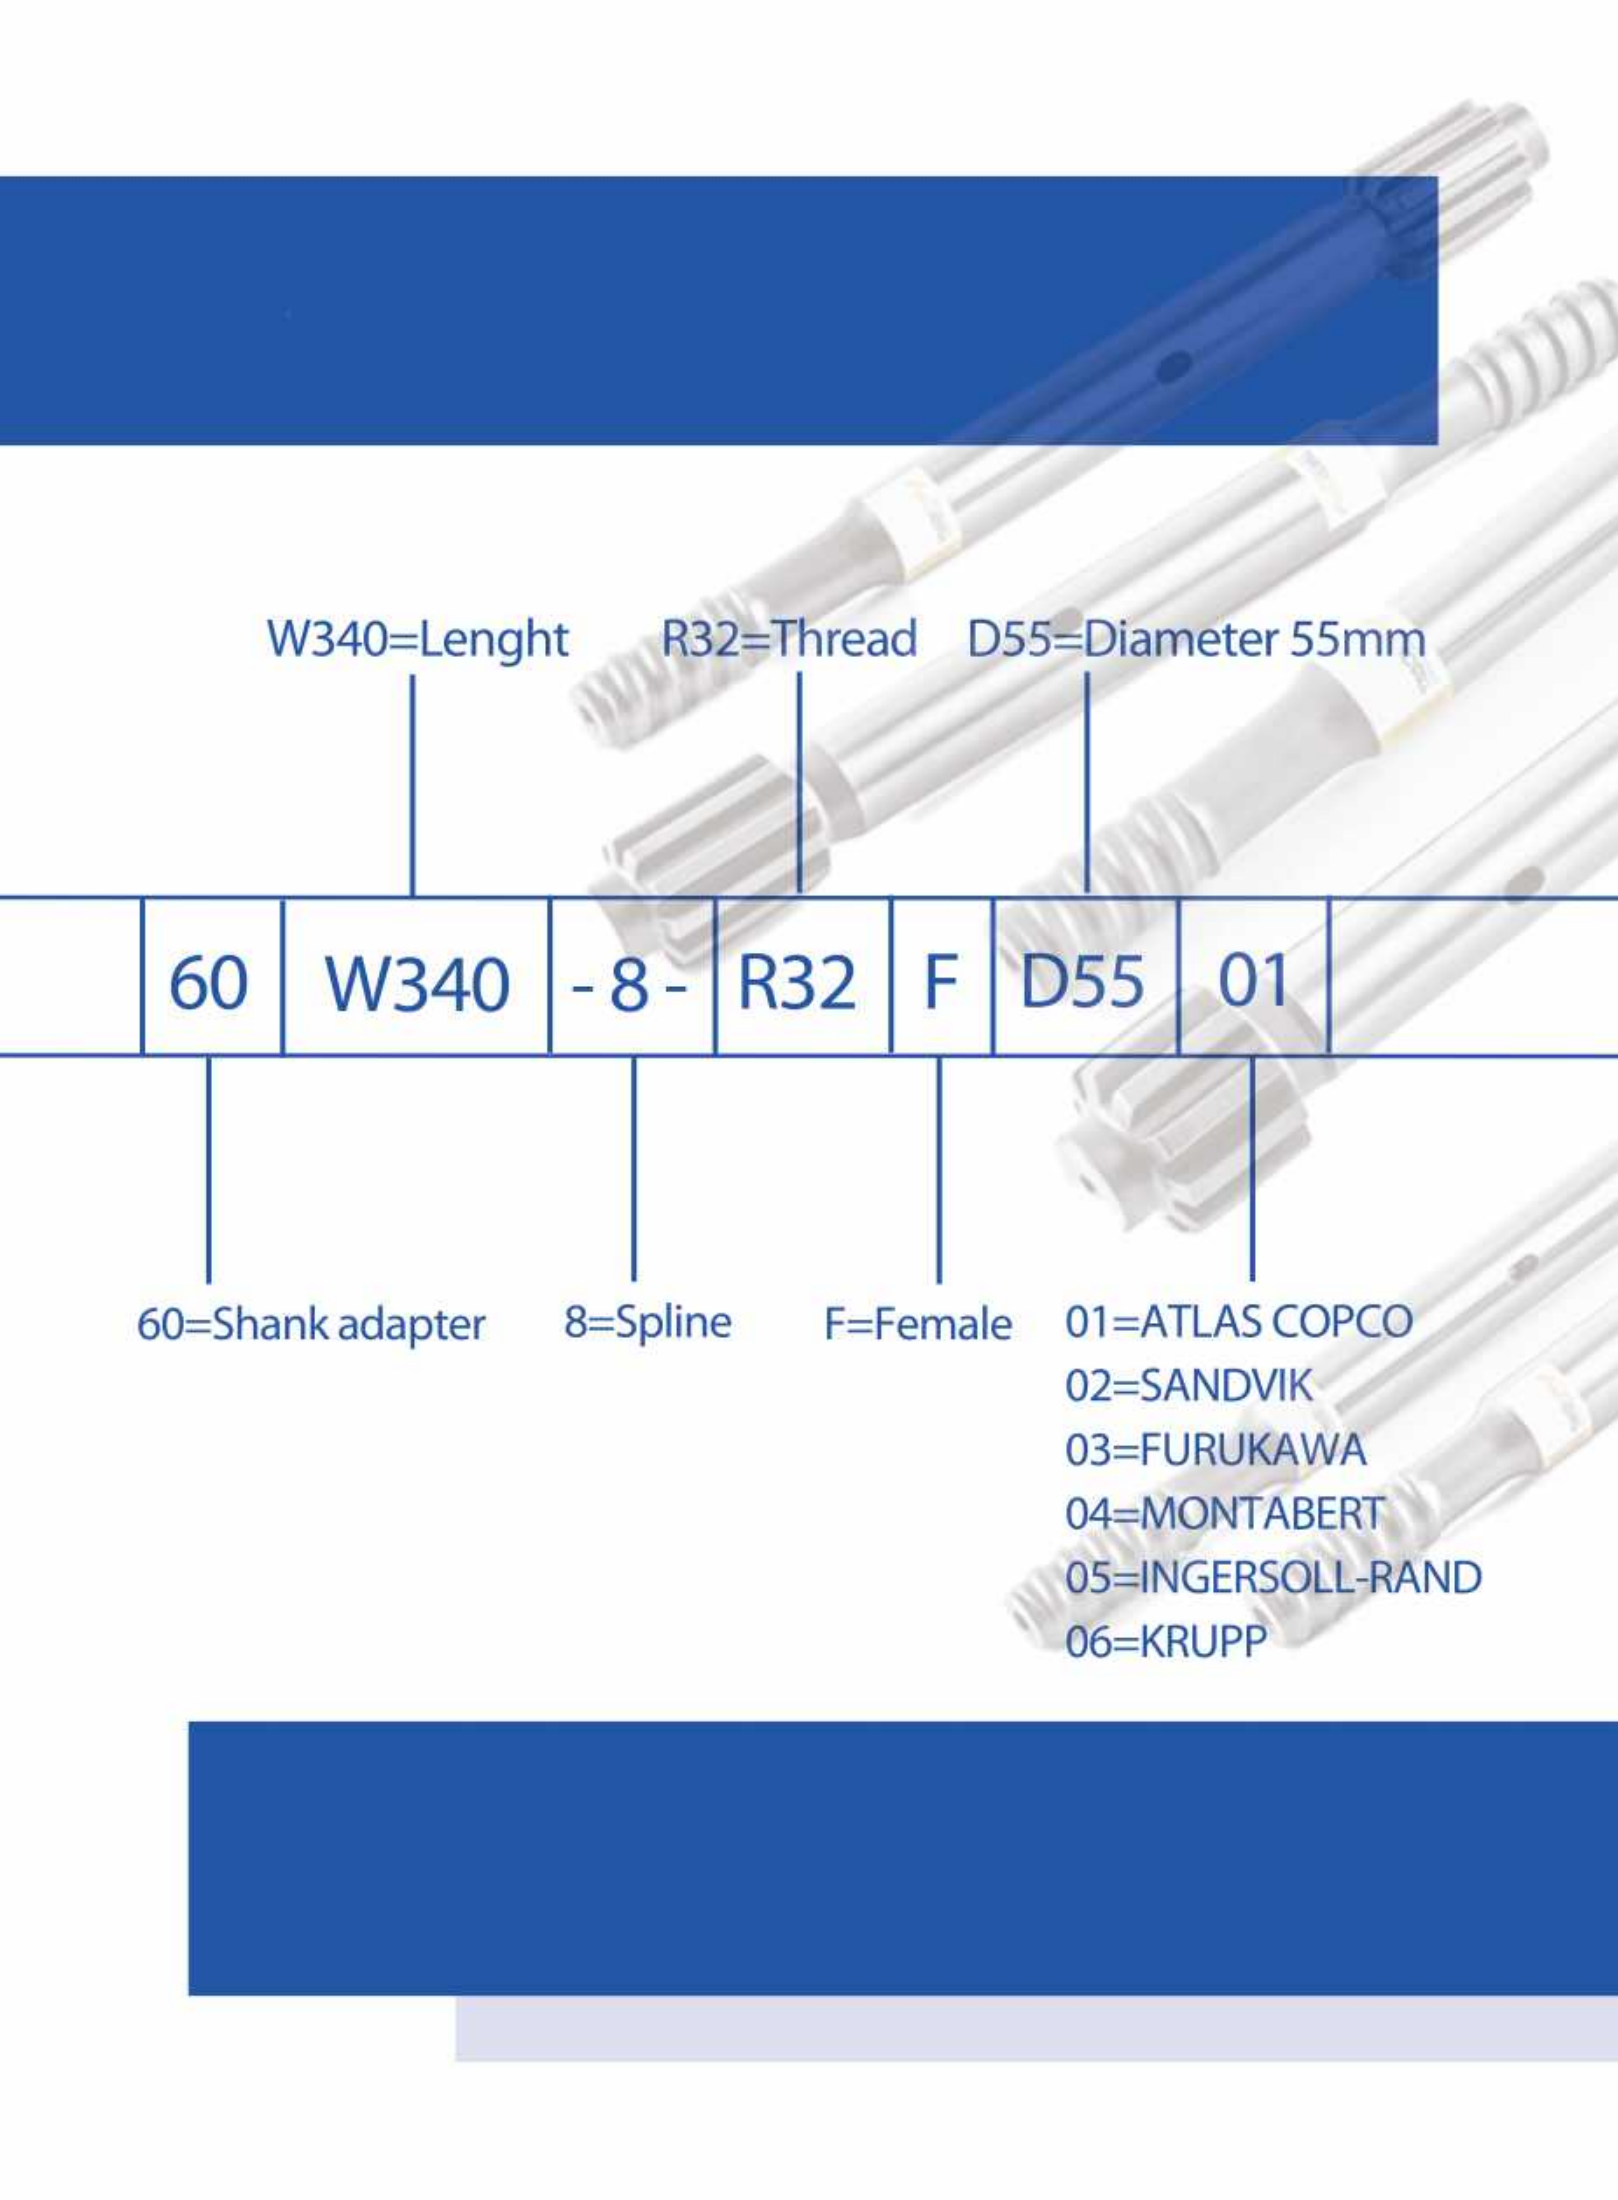 W340=Lenght R32=Thread D55=Diameter 55mm
60 W340 - 8 - R32 F D55 01
60=Shank adapter 8=Spline F=Female 01=ATLAS COPCO
02=SANDVIK
03=FURUKAWA
04=MONTABERT
05=INGERSOLL-RAND
06=KRUPP